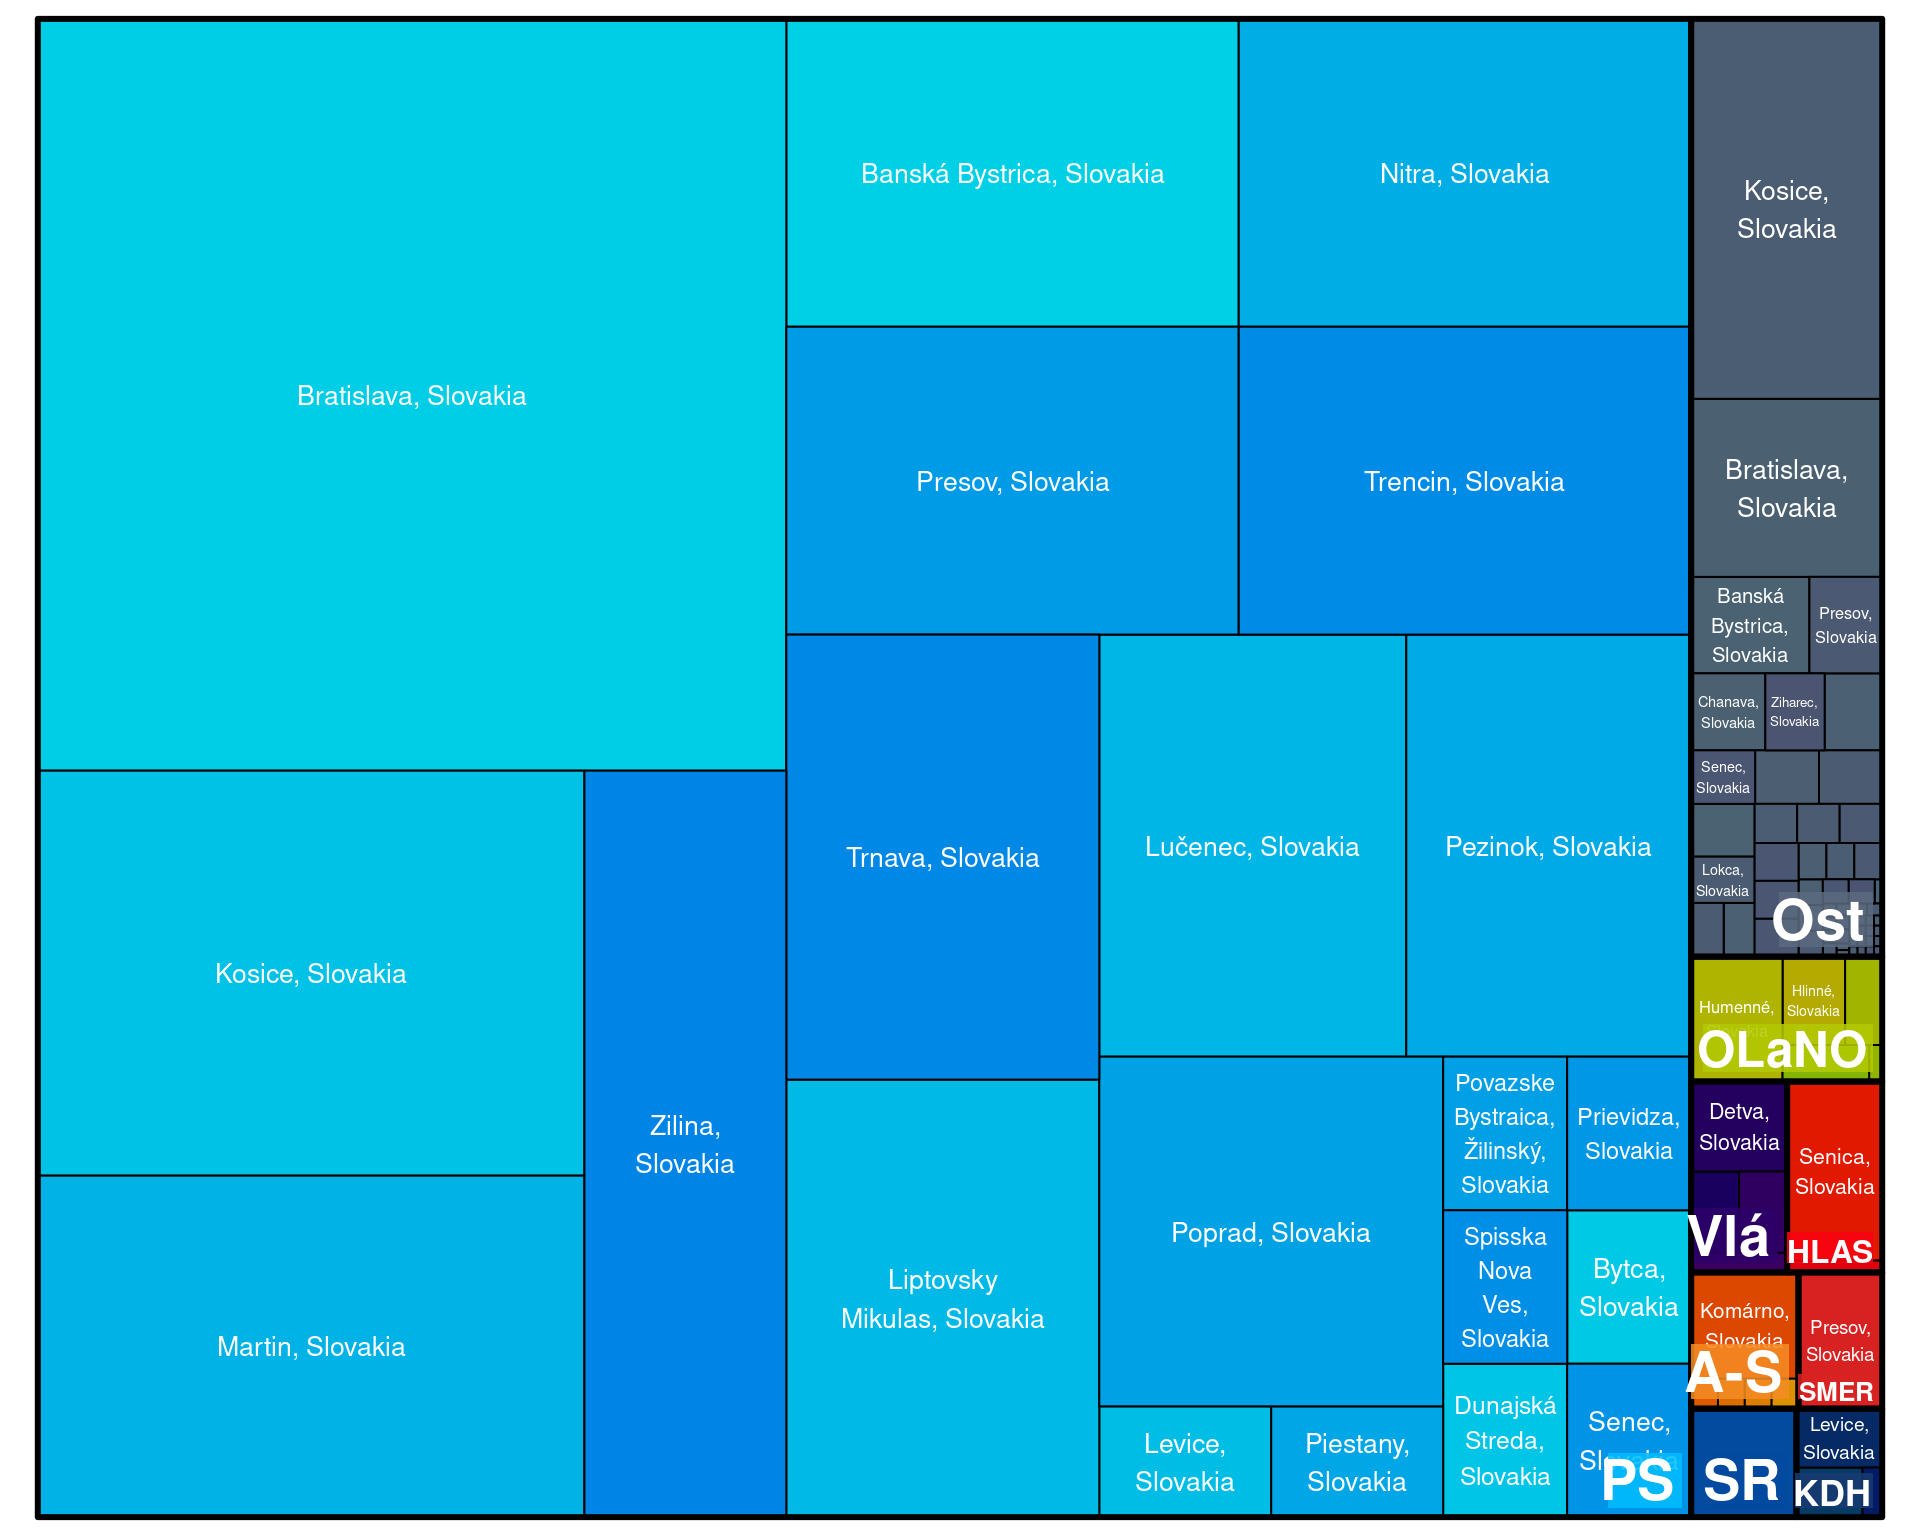 Bratislava, Slovakia
Banská Bystrica, Slovakia
Nitra, Slovakia
Presov, Slovakia
Trencin, Slovakia
Kosice, Slovakia
Martin, Slovakia
Zilina,
Slovakia
Trnava, Slovakia
Lučenec, Slovakia
Pezinok, Slovakia
Liptovsky
Mikulas, Slovakia
Poprad, Slovakia
Levice,
Slovakia
Piestany,
Slovakia
Povazske
Bystraica,
Žilinský,
Slovakia
Prievidza,
Slovakia
Spisska
Nova
Ves,
Slovakia
Bytca,
Slovakia
Dunajská
Streda,
Slovakia
Senec,
Slovakia
PS
Kosice,
Slovakia
Bratislava,
Slovakia
Banská
Bystrica,
Slovakia
Presov,
Slovakia
Chanava,
Slovakia
Ziharec,
Slovakia
Senec,
Slovakia
Lokca,
Slovakia
Ost
Humenné,
Hlinné,
Slovakia
OLaNO
Detva,
Slovakia
Vlá
Senica,
Slovakia
HLAS
Komárno,
Slovakia
A-S
Presov,
Slovakia
SMER
SR
Levice,
Slovakia
KDH